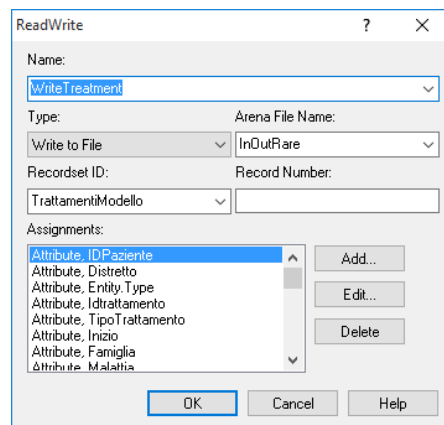 ReadWrite ?
Name:
WriteTreatment
Type: Arena File Name:
Write to File InOutRare
Recordset ID: Record Number:
TrattamentiModello
Assignments:
Attribute, IDPaziente
Attribute, Distretto
Attribute, Entity.Type
Attribute, Idtrattamento
Attribute, TipoTrattamento
Attribute, Inizio
Attribute, Famiglia
Attribute, Malattia
Add...
Edit...
Delete
OK Cancel Help